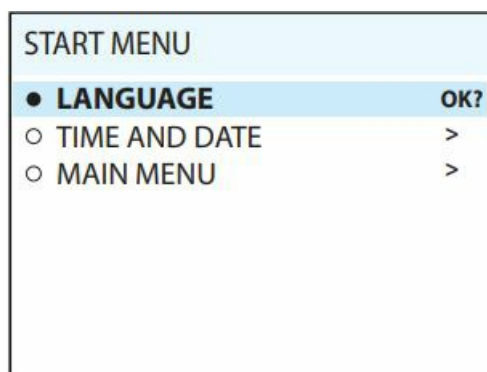 START MENU
● LANGUAGE OK?
○ TIME AND DATE >
○ MAIN MENU >